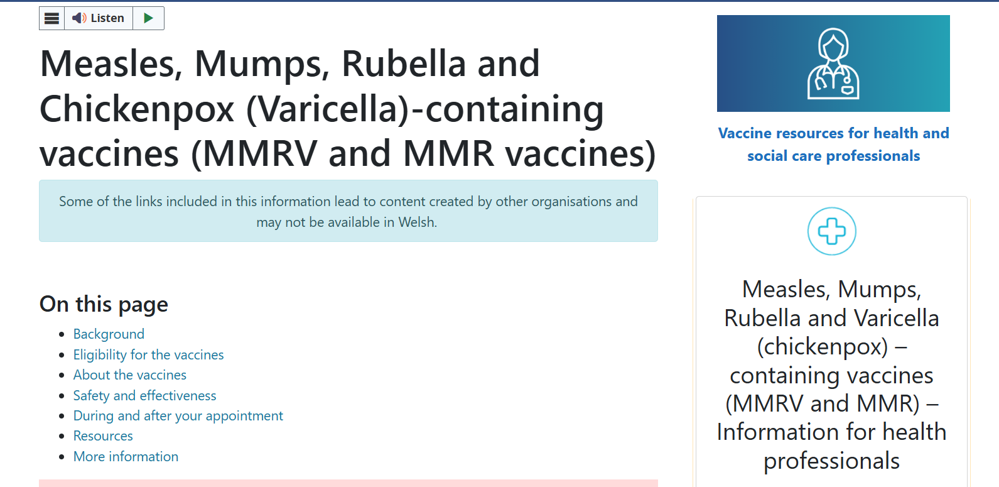 Listen
Measles, Mumps, Rubella and
Chickenpox (Varicella)-containing
vaccines (MMRV and MMR vaccines)
Some of the links included in this information lead to content created by other organisations and
may not be available in Welsh.
On this page
Background
Eligibility for the vaccines
About the vaccines
Safety and effectiveness
During and after your appointment
Resources
More information
Vaccine resources for health and
social care professionals
Measles, Mumps,
Rubella and Varicella
(chickenpox) –
containing vaccines
(MMRV and MMR) –
Information for health
professionals